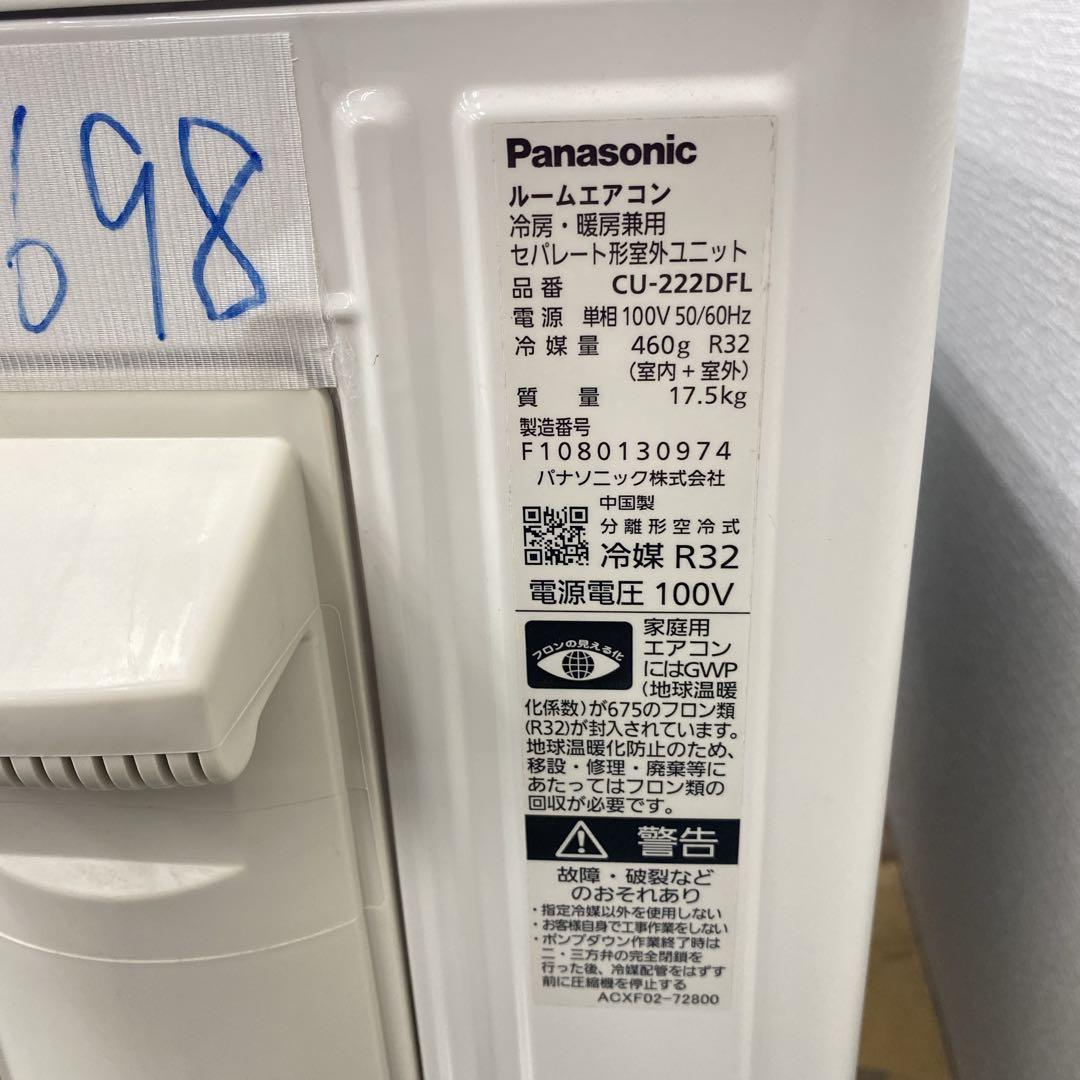 698
Panasonic
ルームエアコン
冷房・暖房兼用
セパレート形室外ユニット
品番 CU-222DFL
電源 単相 100V 50/60Hz
冷媒量 460g R32
(室内+室外)
質量 17.5kg
製造番号
F1080130974
パナソニック株式会社
中国製
分離形空冷式
冷媒 R32
電源電圧 100V
フロンの見える化
家庭用
エアコン
にはGWP
(地球温暖
化係数)が675のフロン類
(R32)が封入されています。
地球温暖化防止のため、
移設・修理・廃棄等に
あたってはフロン類の
回収が必要です。
警告
故障・破裂など
のおそれあり
・指定冷媒以外を使用しない
・お客様自身で工事作業をしない
・ポンプダウン作業終了時は
二・三方弁の完全閉鎖を
行った後、冷媒配管をはずす
前に圧縮機を停止する
ACXF02-72800